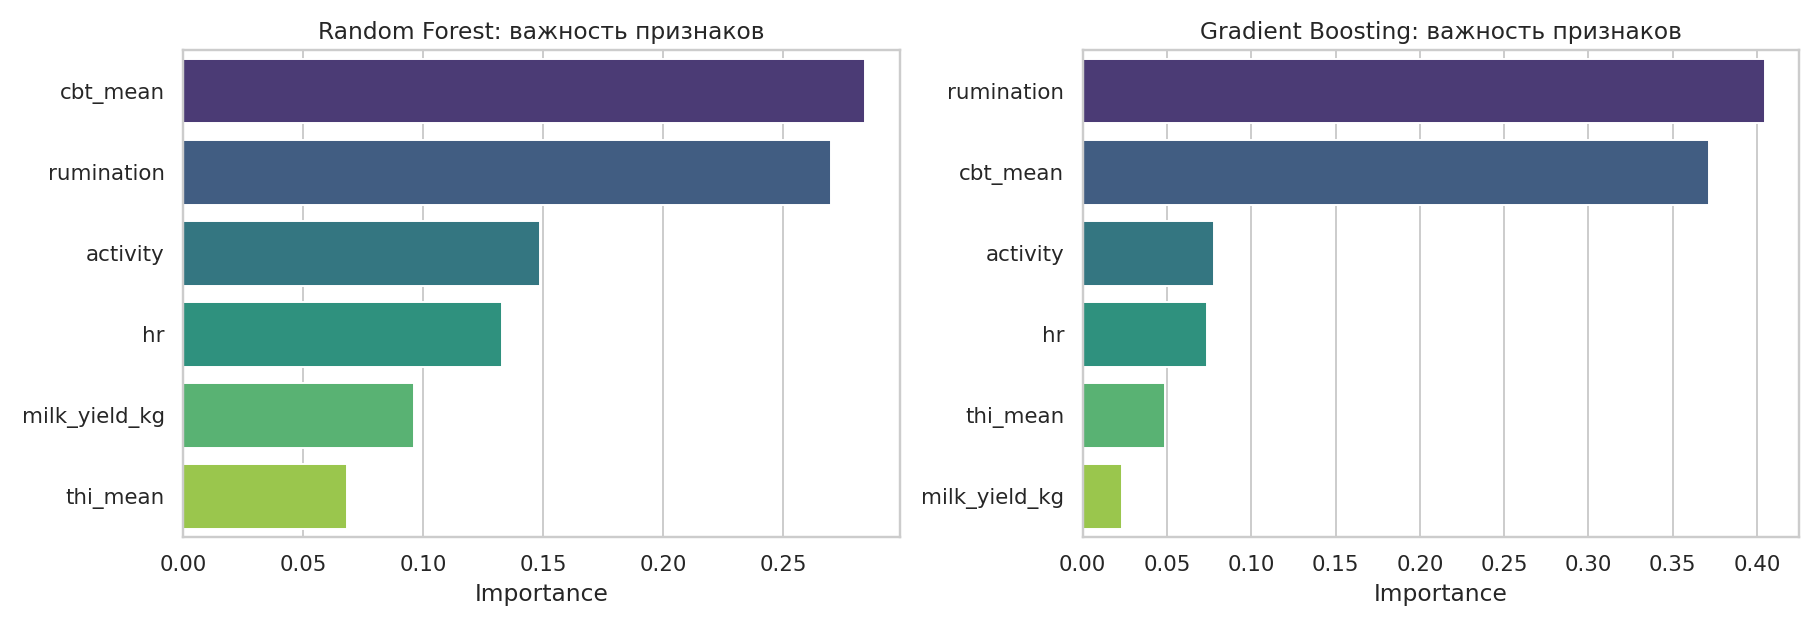 Random Forest: важность признаков
cbt_mean
rumination
activity
hr
milk_yield_kg
thi_mean
0.00 0.05 0.10 0.15 0.20 0.25
Importance
Gradient Boosting: важность признаков
rumination
cbt_mean
activity
hr
thi_mean
milk_yield_kg
0.00 0.05 0.10 0.15 0.20 0.25 0.30 0.35 0.40
Importance